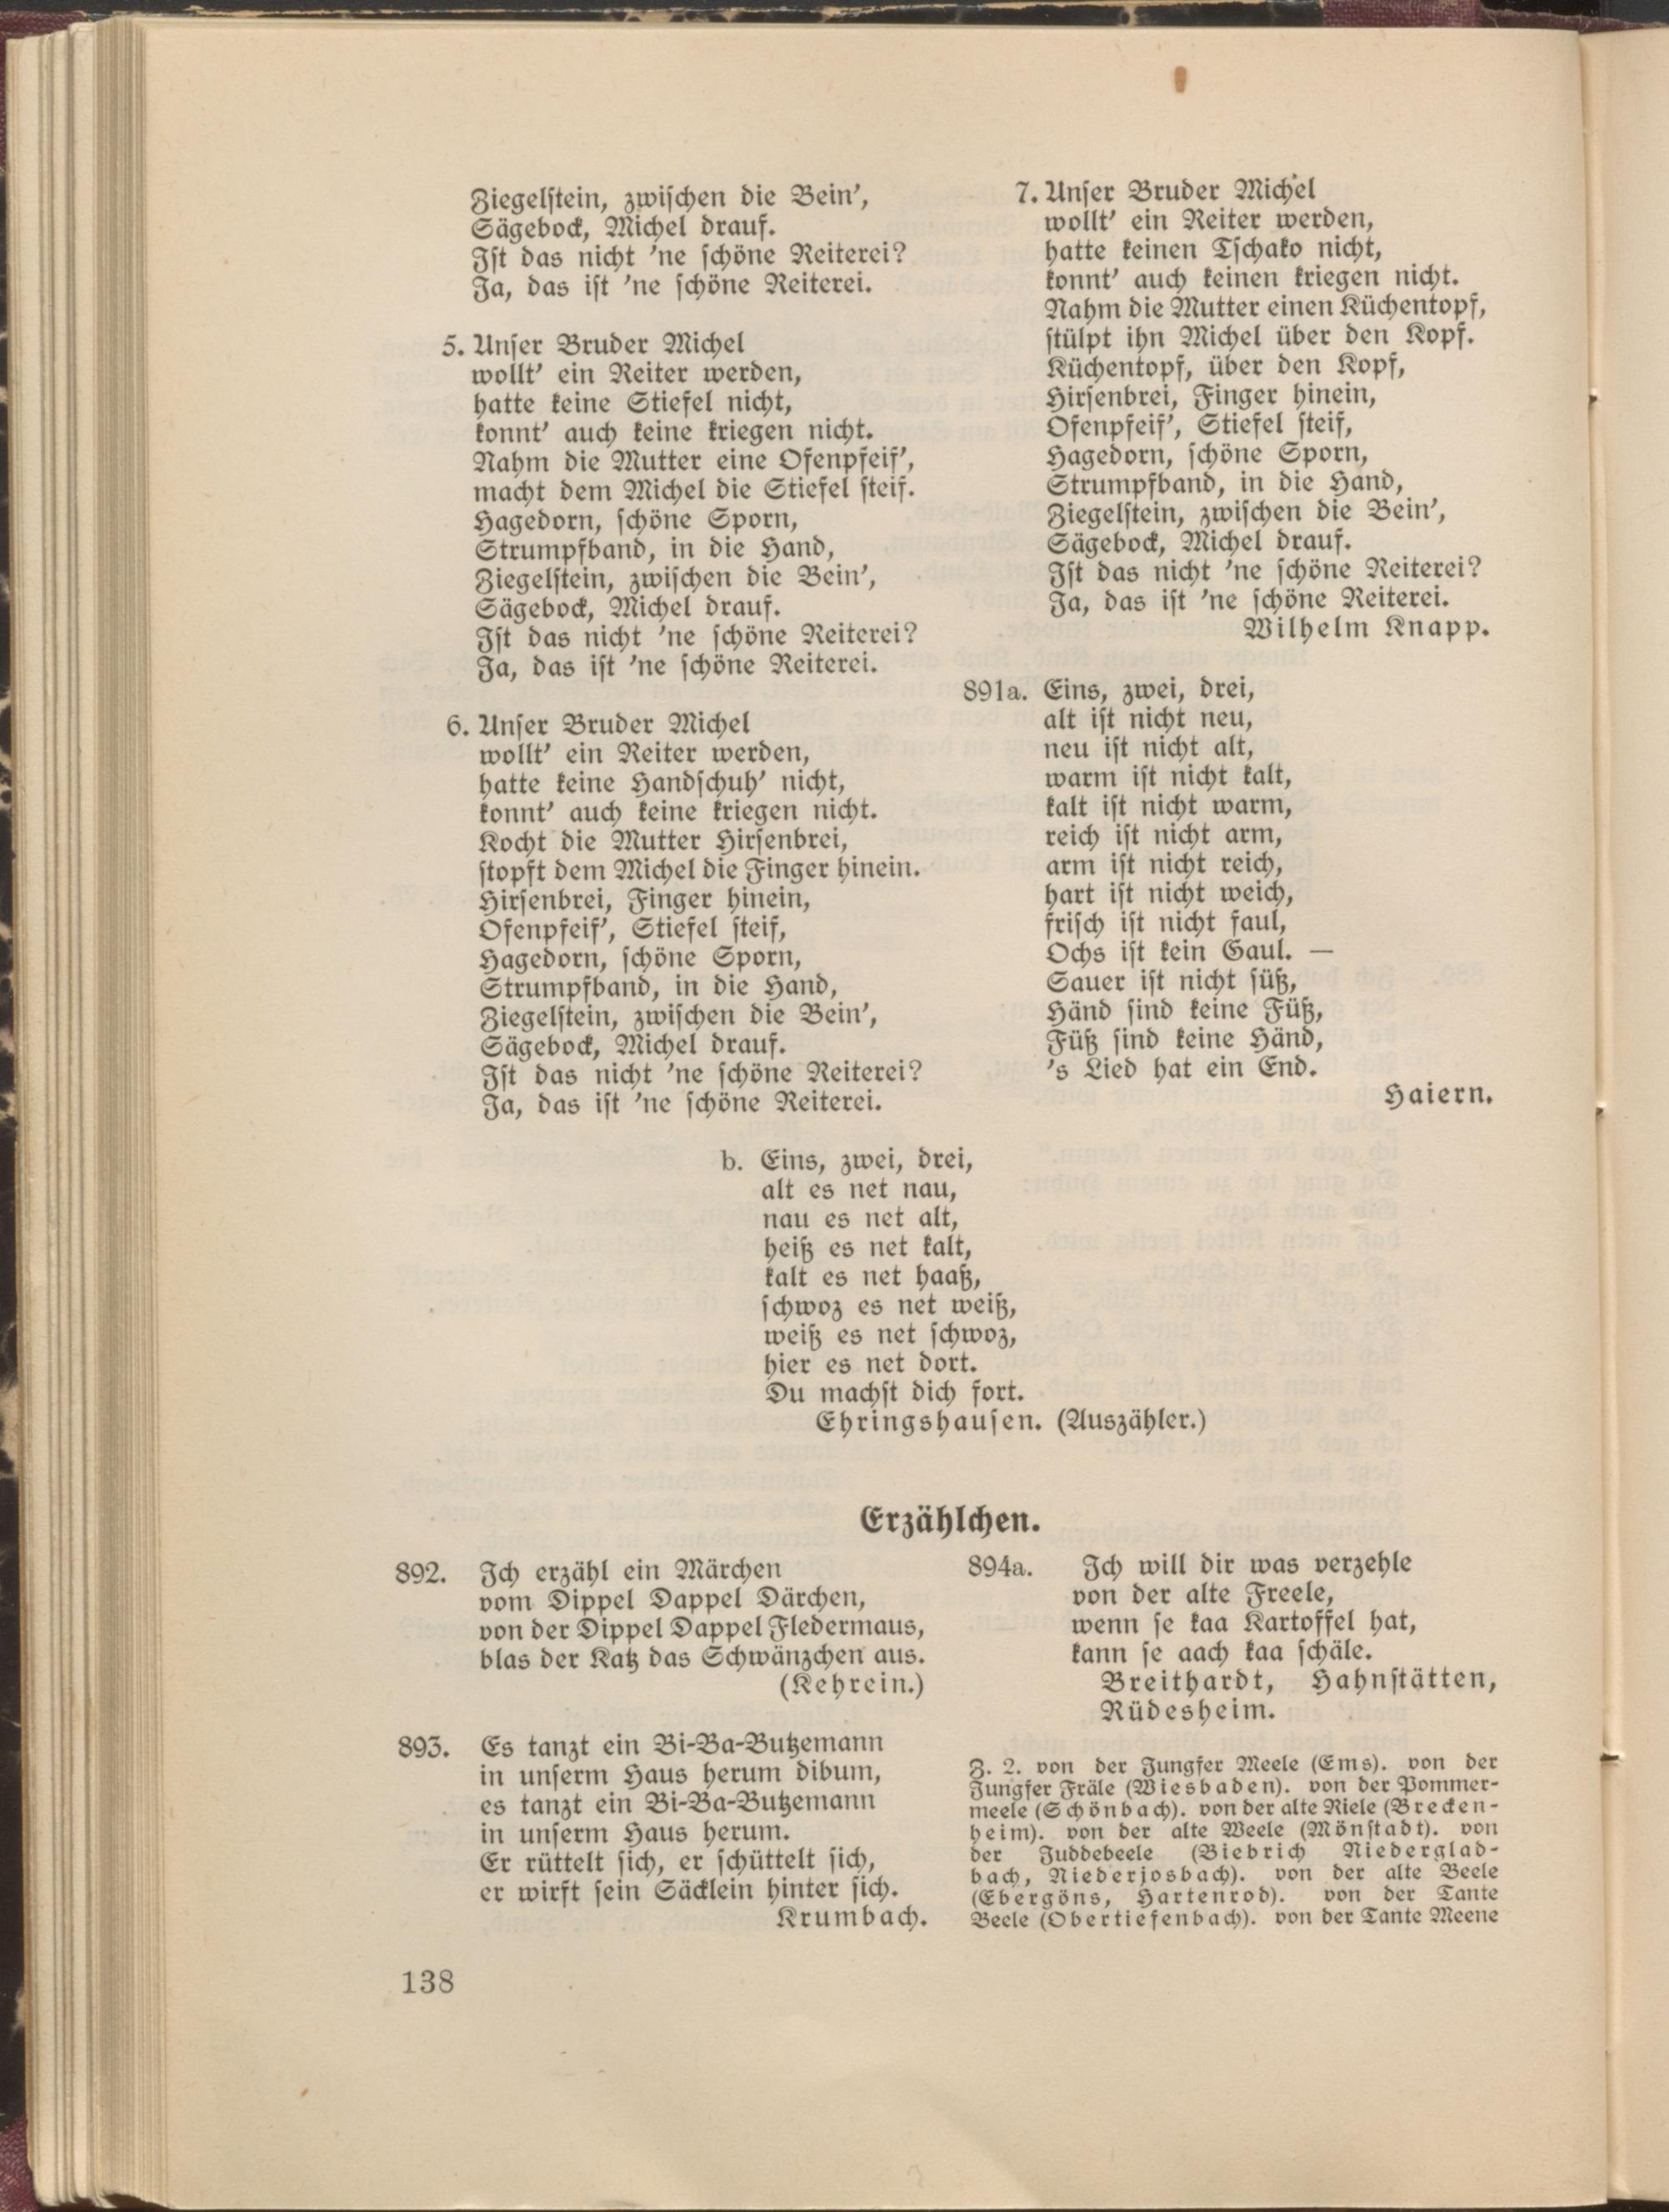 Ziegelstein, zwischen die Bein',
Sägebock, Michel drauf.
Ist das nicht 'ne schöne Reiterei?
Ja, das ist 'ne schöne Reiterei.
5. Unser Bruder Michel
wollt' ein Reiter werden,
hatte keine Stiefel nicht,
konnt' auch keine kriegen nicht.
Nahm die Mutter eine Ofenpfeif',
macht dem Michel die Stiefel steif.
Hagedorn, schöne Sporn,
Strumpfband, in die Hand,
Ziegelstein, zwischen die Bein',
Sägebock, Michel drauf.
Ist das nicht 'ne schöne Reiterei?
Ja, das ist 'ne schöne Reiterei.
6. Unser Bruder Michel
wollt' ein Reiter werden,
hatte keine Handschuh' nicht,
konnt' auch keine kriegen nicht.
Kocht die Mutter Hirsenbrei,
stopft dem Michel die Finger hinein.
Hirsenbrei, Finger hinein,
Ofenpfeif', Stiefel steif,
Hagedorn, schöne Sporn,
Strumpfband, in die Hand,
Ziegelstein, zwischen die Bein',
Sägebock, Michel drauf.
Ist das nicht 'ne schöne Reiterei?
Ja, das ist 'ne schöne Reiterei.
7. Unser Bruder Michel
wollt' ein Reiter werden,
hatte keinen Tschako nicht,
konnt' auch keinen kriegen nicht.
Nahm die Mutter einen Küchentopf,
stülpt ihn Michel über den Kopf.
Küchentopf, über den Kopf,
Hirsenbrei, Finger hinein,
Ofenpfeif', Stiefel steif,
Hagedorn, schöne Sporn,
Strumpfband, in die Hand,
Ziegelstein, zwischen die Bein',
Sägebock, Michel drauf.
Ist das nicht 'ne schöne Reiterei?
Ja, das ist 'ne schöne Reiterei.
Wilhelm Knapp.
891a. Eins, zwei, drei,
alt ist nicht neu,
neu ist nicht alt,
warm ist nicht kalt,
kalt ist nicht warm,
reich ist nicht arm,
arm ist nicht reich,
hart ist nicht weich,
frisch ist nicht faul,
Ochs ist kein Gaul. —
Sauer ist nicht süß,
Händ sind keine Füß,
Füß sind keine Händ,
's Lied hat ein End.
Haiern.
b. Eins, zwei, drei,
alt es net nau,
nau es net alt,
heiß es net kalt,
kalt es net haaß,
schwoz es net weiß,
weiß es net schwoz,
hier es net dort.
Du machst dich fort.
Ehringshausen. (Auszähler.)
Erzählchen.
892. Ich erzähl ein Märchen
vom Dippel Dappel Därchen,
von der Dippel Dappel Fledermaus,
blas der Katz das Schwänzchen aus.
(Kehrein.)
893. Es tanzt ein Bi-Ba-Butzemann
in unserm Haus herum dibum,
es tanzt ein Bi-Ba-Butzemann
in unserm Haus herum.
Er rüttelt sich, er schüttelt sich,
er wirft sein Säcklein hinter sich.
Krumbach.
894a. Ich will dir was verzehle
von der alte Freele,
wenn se kaa Kartoffel hat,
kann se aach kaa schäle.
Breithardt, Hahnstätten,
Rüdesheim.
Z. 2. von der Jungfer Meele (Ems). von der
Jungfer Fräle (Wiesbaden). von der Pommer-
meele (Schönbach). von der alte Riele (Brecken-
heim). von der alte Weele (Mönstadt). von
der Juddebeele (Biebrich Niederglad-
bach, Niederjosbach). von der alte Beele
(Ebergöns, Hartenrod). von der Tante
Beele (Obertiefenbach). von der Tante Meene
138